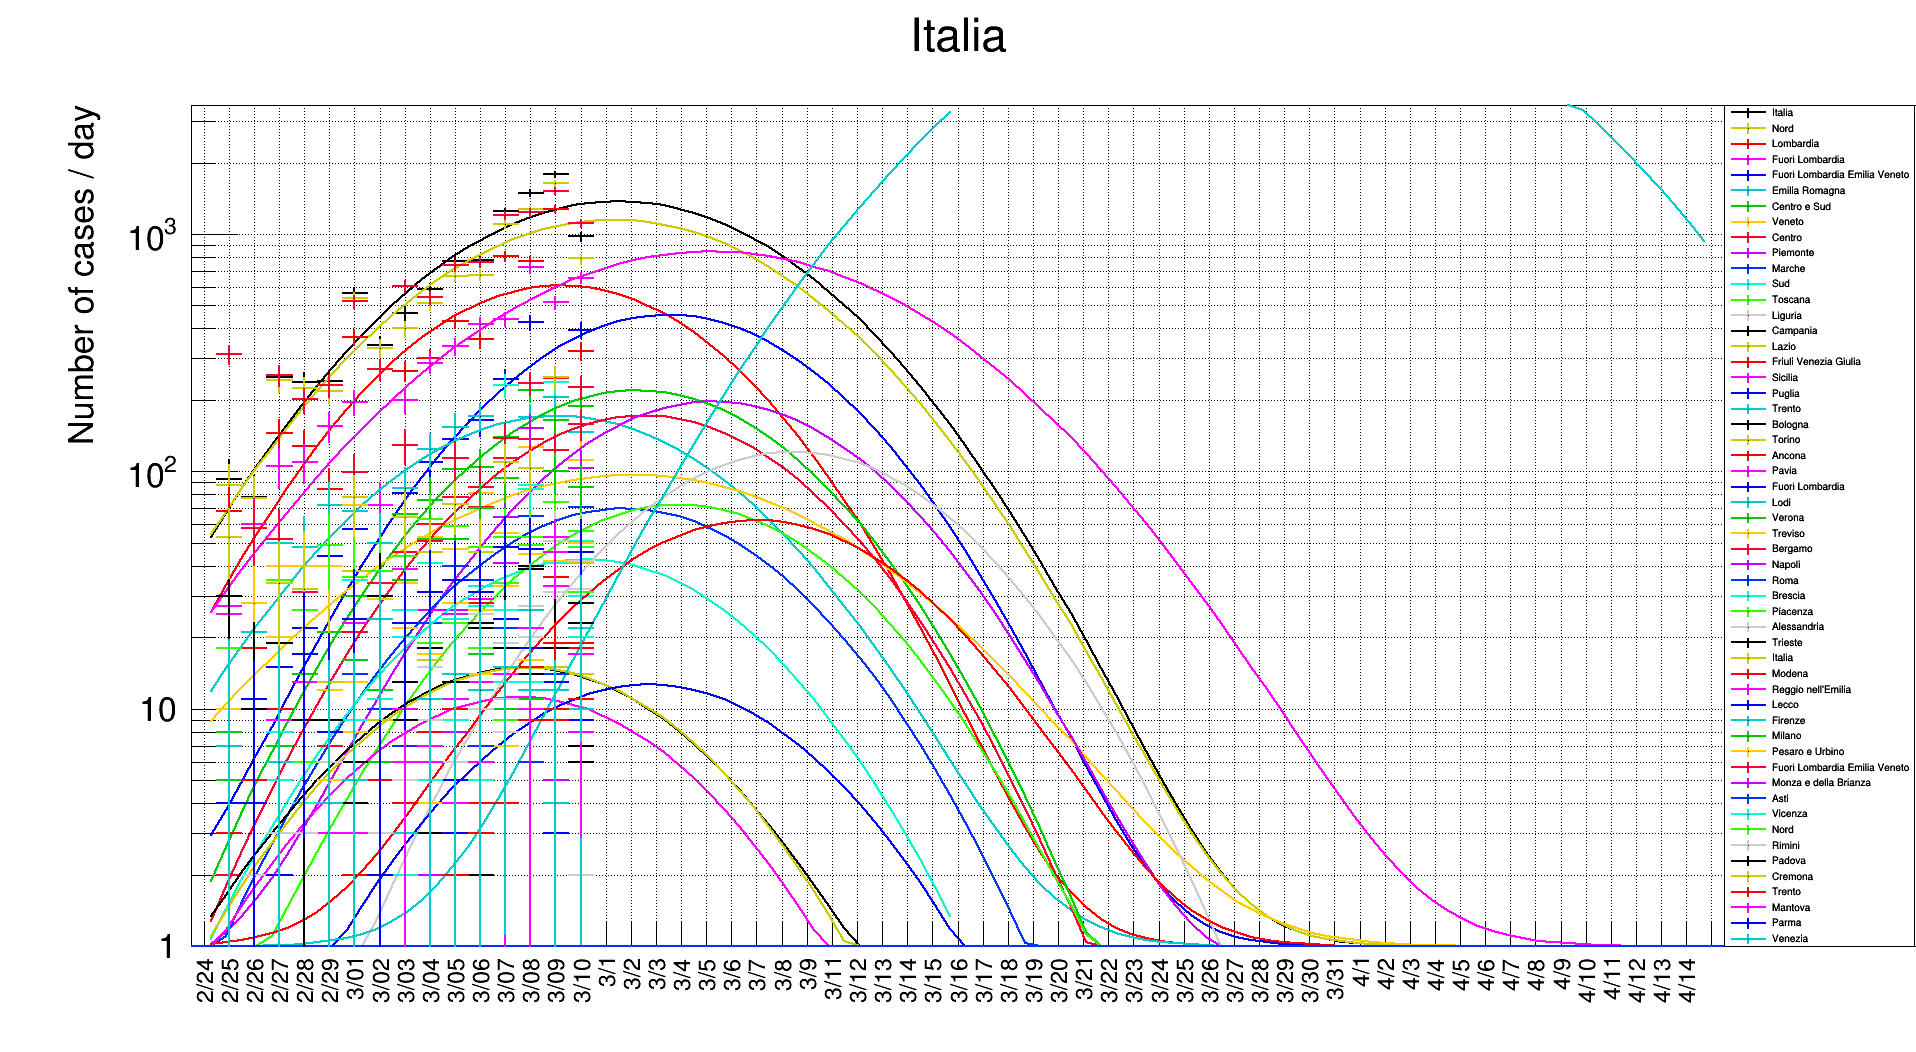 Italia
Number of cases / day
10³
10²
10
1
2/24
2/25
2/26
2/27
2/28
2/29
3/01
3/02
3/03
3/04
3/05
3/06
3/07
3/08
3/09
3/10
3/1
3/2
3/3
3/4
3/5
3/6
3/7
3/8
3/9
3/11
3/12
3/13
3/14
3/15
3/16
3/17
3/18
3/19
3/20
3/21
3/22
3/23
3/24
3/25
3/26
3/27
3/28
3/29
3/30
3/31
4/1
4/2
4/3
4/4
4/5
4/6
4/7
4/8
4/9
4/10
4/11
4/12
4/13
4/14
Italia
Nord
Lombardia
Fuori Lombardia
Fuori Lombardia Emilia Veneto
Emilia Romagna
Centro e Sud
Veneto
Centro
Piemonte
Marche
Sud
Toscana
Liguria
Campania
Lazio
Friuli Venezia Giulia
Sicilia
Puglia
Trento
Bologna
Torino
Ancona
Pavia
Fuori Lombardia
Lodi
Verona
Treviso
Bergamo
Napoli
Roma
Brescia
Piacenza
Alessandria
Trieste
Italia
Modena
Reggio nell'Emilia
Lecco
Firenze
Milano
Pesaro e Urbino
Fuori Lombardia Emilia Veneto
Monza e della Brianza
Asti
Vicenza
Nord
Rimini
Padova
Cremona
Trento
Mantova
Parma
Venezia